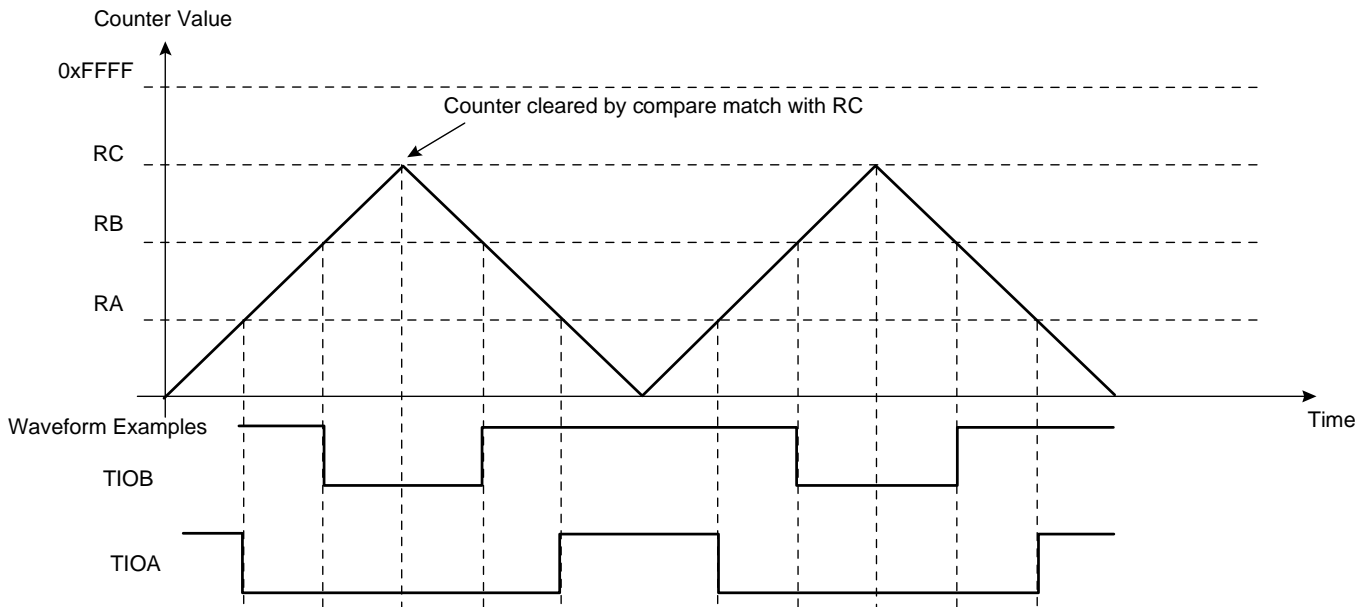 Counter Value
0xFFFF
Counter cleared by compare match with RC
RC
RB
RA
Time
Waveform Examples
TIOB
TIOA